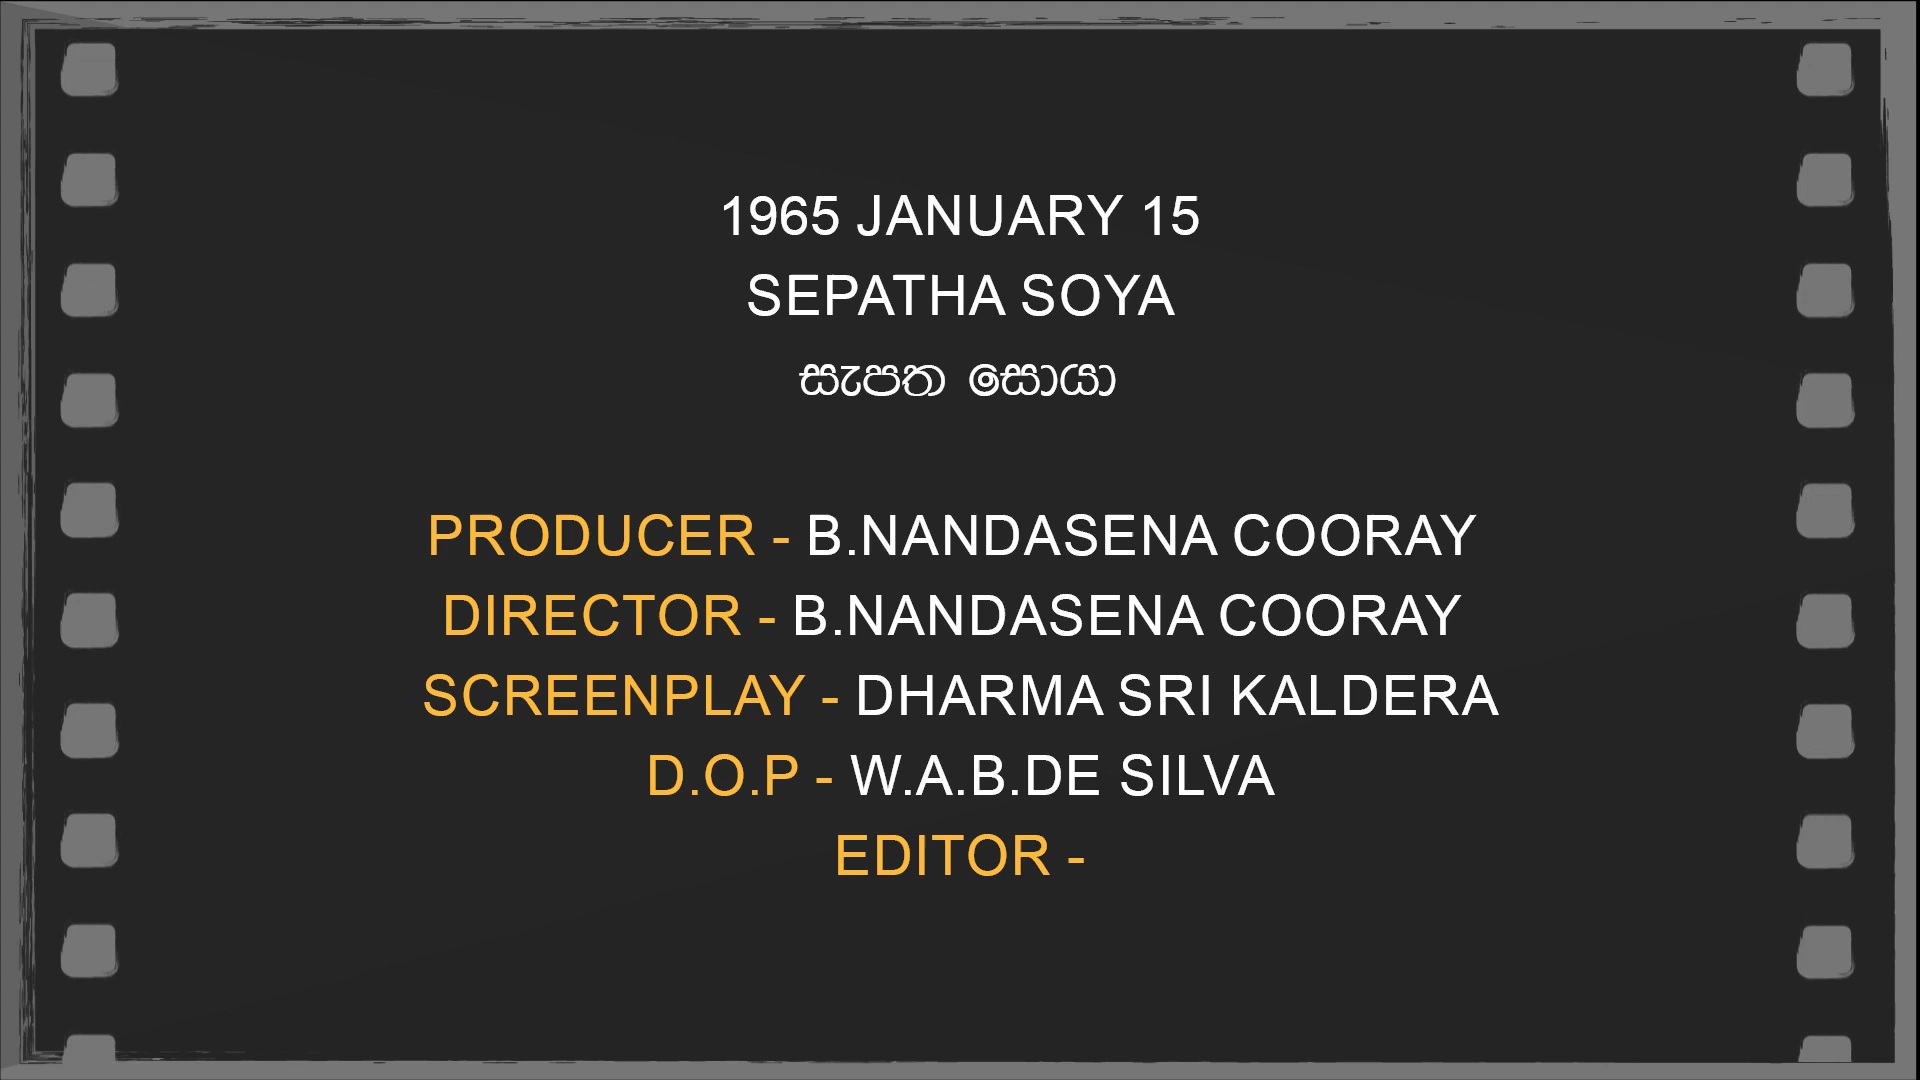 1965 JANUARY 15
SEPATHA SOYA
සැපත සොයා
PRODUCER - B.NANDASENA COORAY
DIRECTOR - B.NANDASENA COORAY
SCREENPLAY - DHARMA SRI KALDERA
D.O.P - W.A.B.DE SILVA
EDITOR -